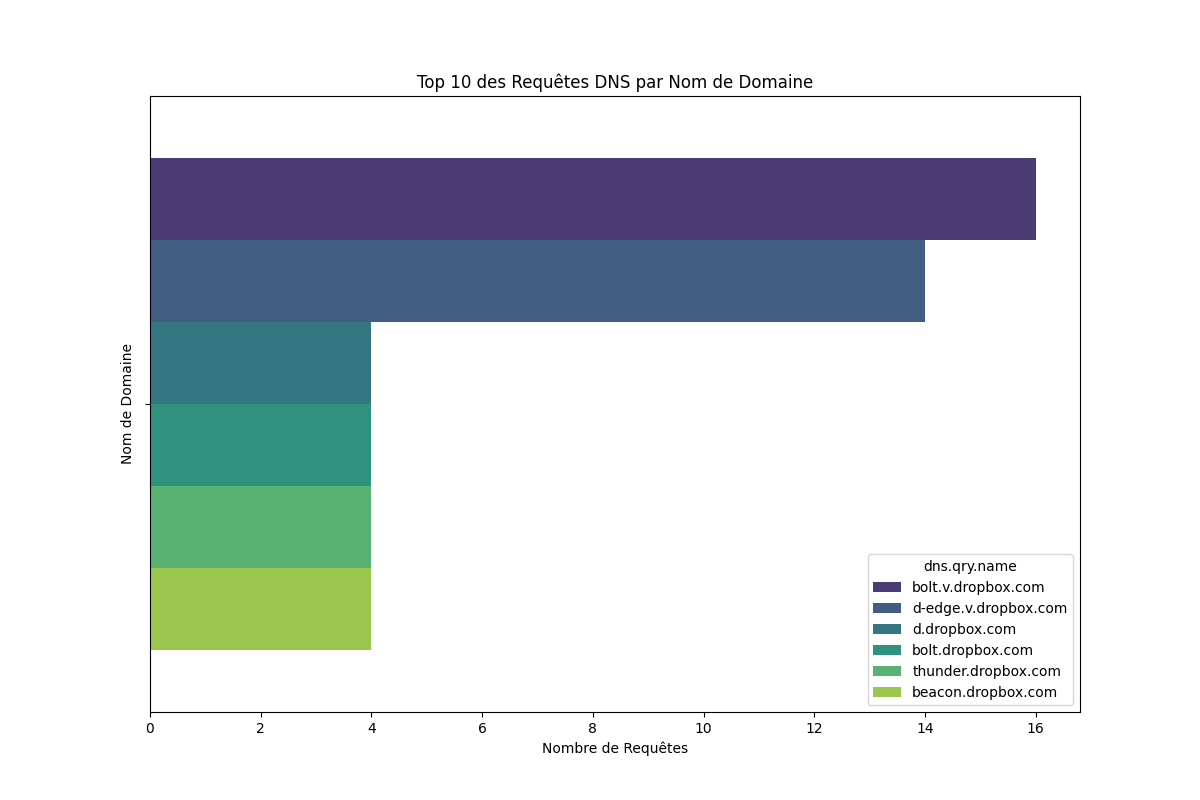 Top 10 des Requêtes DNS par Nom de Domaine
Nom de Domaine
dns.qry.name
bolt.v.dropbox.com
d-edge.v.dropbox.com
d.dropbox.com
bolt.dropbox.com
thunder.dropbox.com
beacon.dropbox.com
0 2 4 6 8 10 12 14 16
Nombre de Requêtes